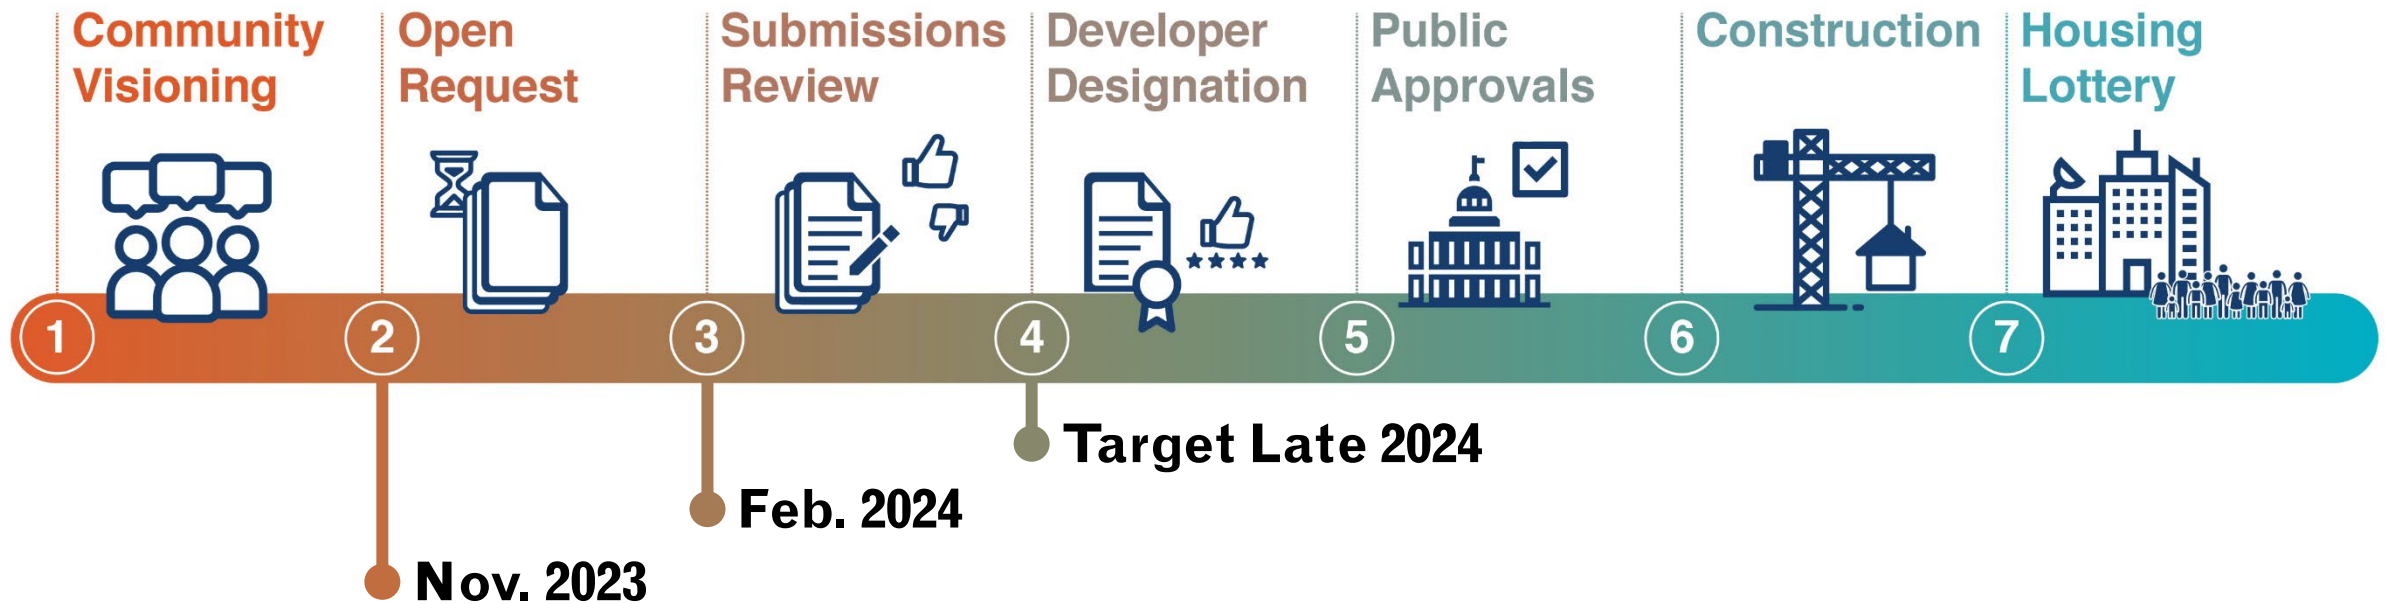 Community
Visioning
Open
Request
Submissions
Review
Developer
Designation
Public
Approvals
Construction
Housing
Lottery
1
2
3
4
5
6
7
Target Late 2024
Feb. 2024
Nov. 2023